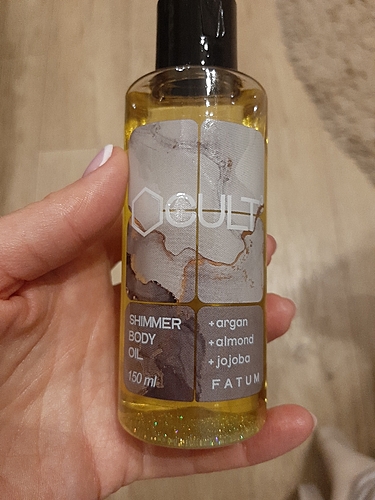 OCULT
SHIMMER
BODY
OIL
150 ml
+argan
+almond
+jojoba
FATUM